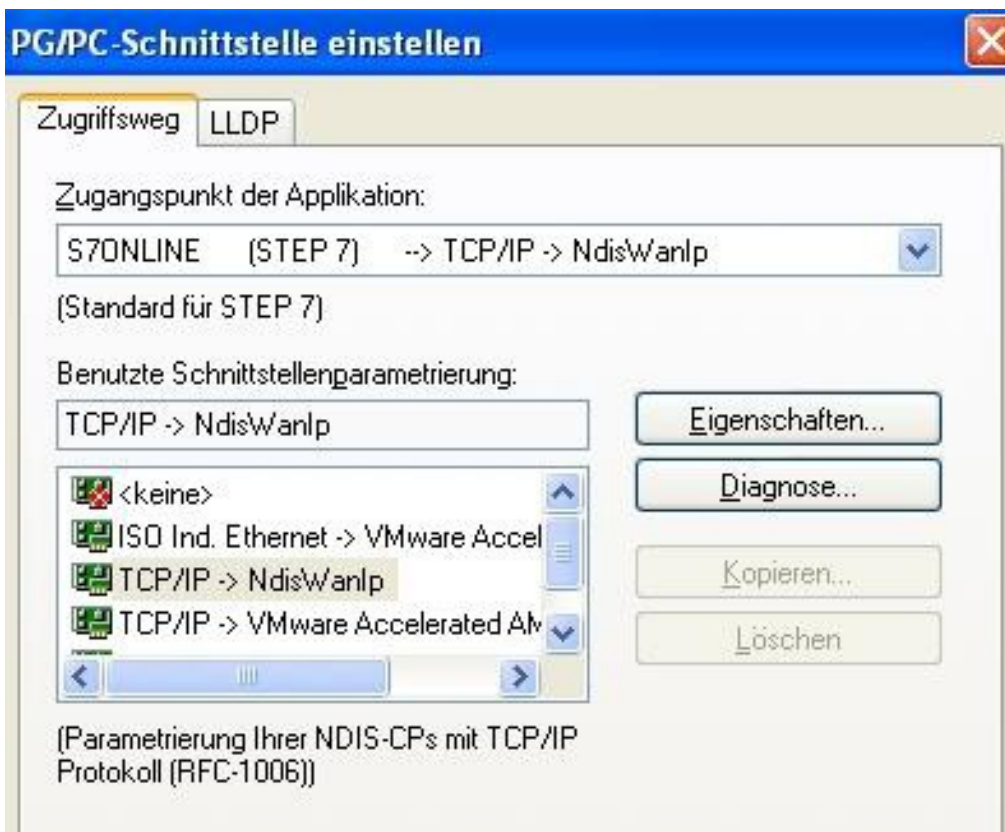 PG/PC-Schnittstelle einstellen
Zugriffsweg LLDP
Zugangspunkt der Applikation:
S7ONLINE (STEP 7) --> TCP/IP -> NdisWanIp
(Standard für STEP 7)
Benutzte Schnittstellenparametrierung:
TCP/IP -> NdisWanIp
Eigenschaften...
<keine>
Diagnose...
ISO Ind. Ethernet -> VMware Accel
TCP/IP -> NdisWanIp
Kopieren...
TCP/IP -> VMware Accelerated AM
Löschen
(Parametrierung Ihrer NDIS-CPs mit TCP/IP
Protokoll (RFC-1006))